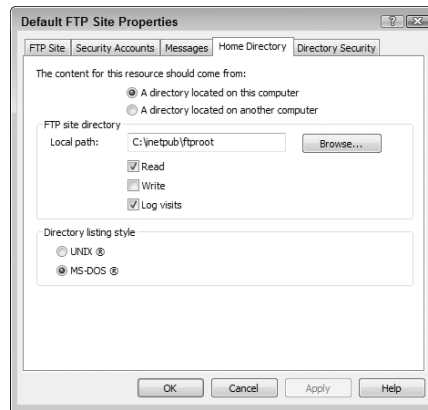 Default FTP Site Properties
FTP Site Security Accounts Messages Home Directory Directory Security
The content for this resource should come from:
A directory located on this computer
A directory located on another computer
FTP site directory
Local path: C:\inetpub\ftproot Browse...
Read
Write
Log visits
Directory listing style
UNIX ®
MS-DOS ®
OK Cancel Apply Help